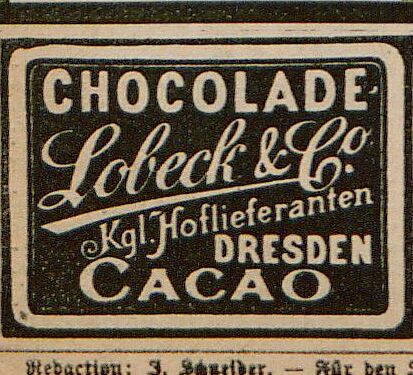 CHOCOLADE
Lobeck & Co.
Kgl. Hoflieferanten
DRESDEN
CACAO
Redaction: J. Schneider. — Für den